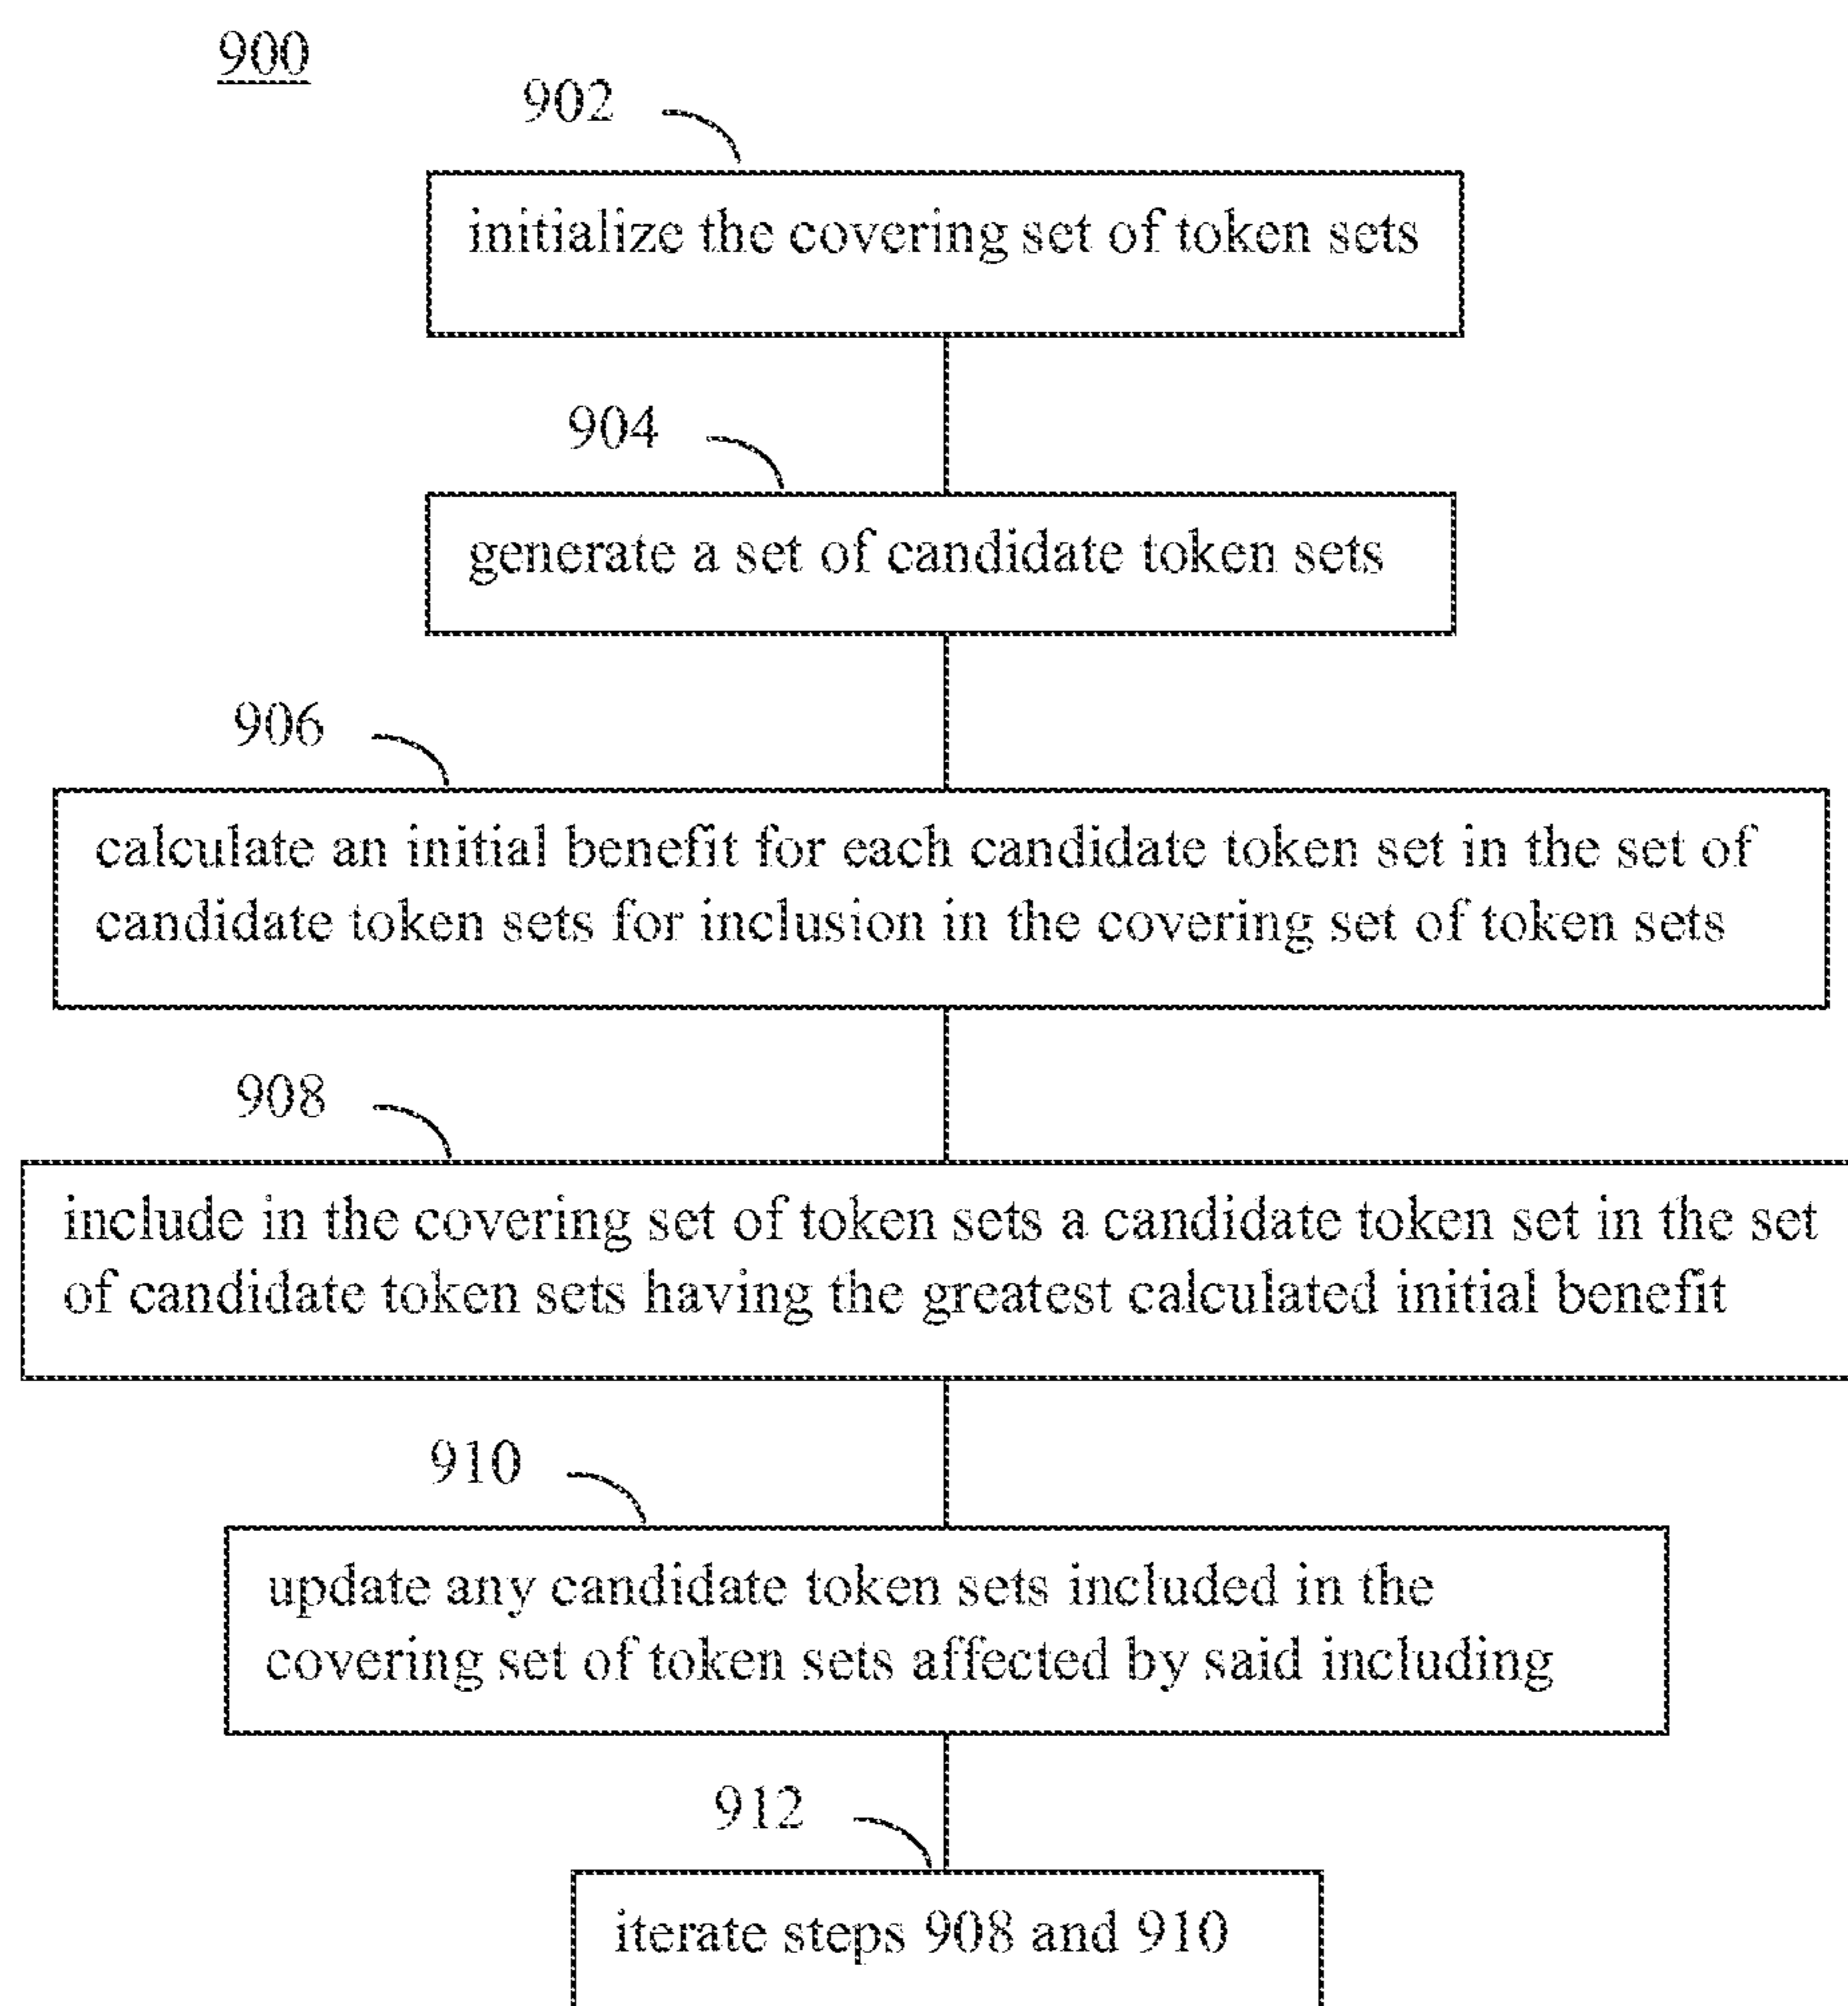 900
902
initialize the covering set of token sets
904
generate a set of candidate token sets
906
calculate an initial benefit for each candidate token set in the set of
candidate token sets for inclusion in the covering set of token sets
908
include in the covering set of token sets a candidate token set in the set
of candidate token sets having the greatest calculated initial benefit
910
update any candidate token sets included in the
covering set of token sets affected by said including
912
iterate steps 908 and 910